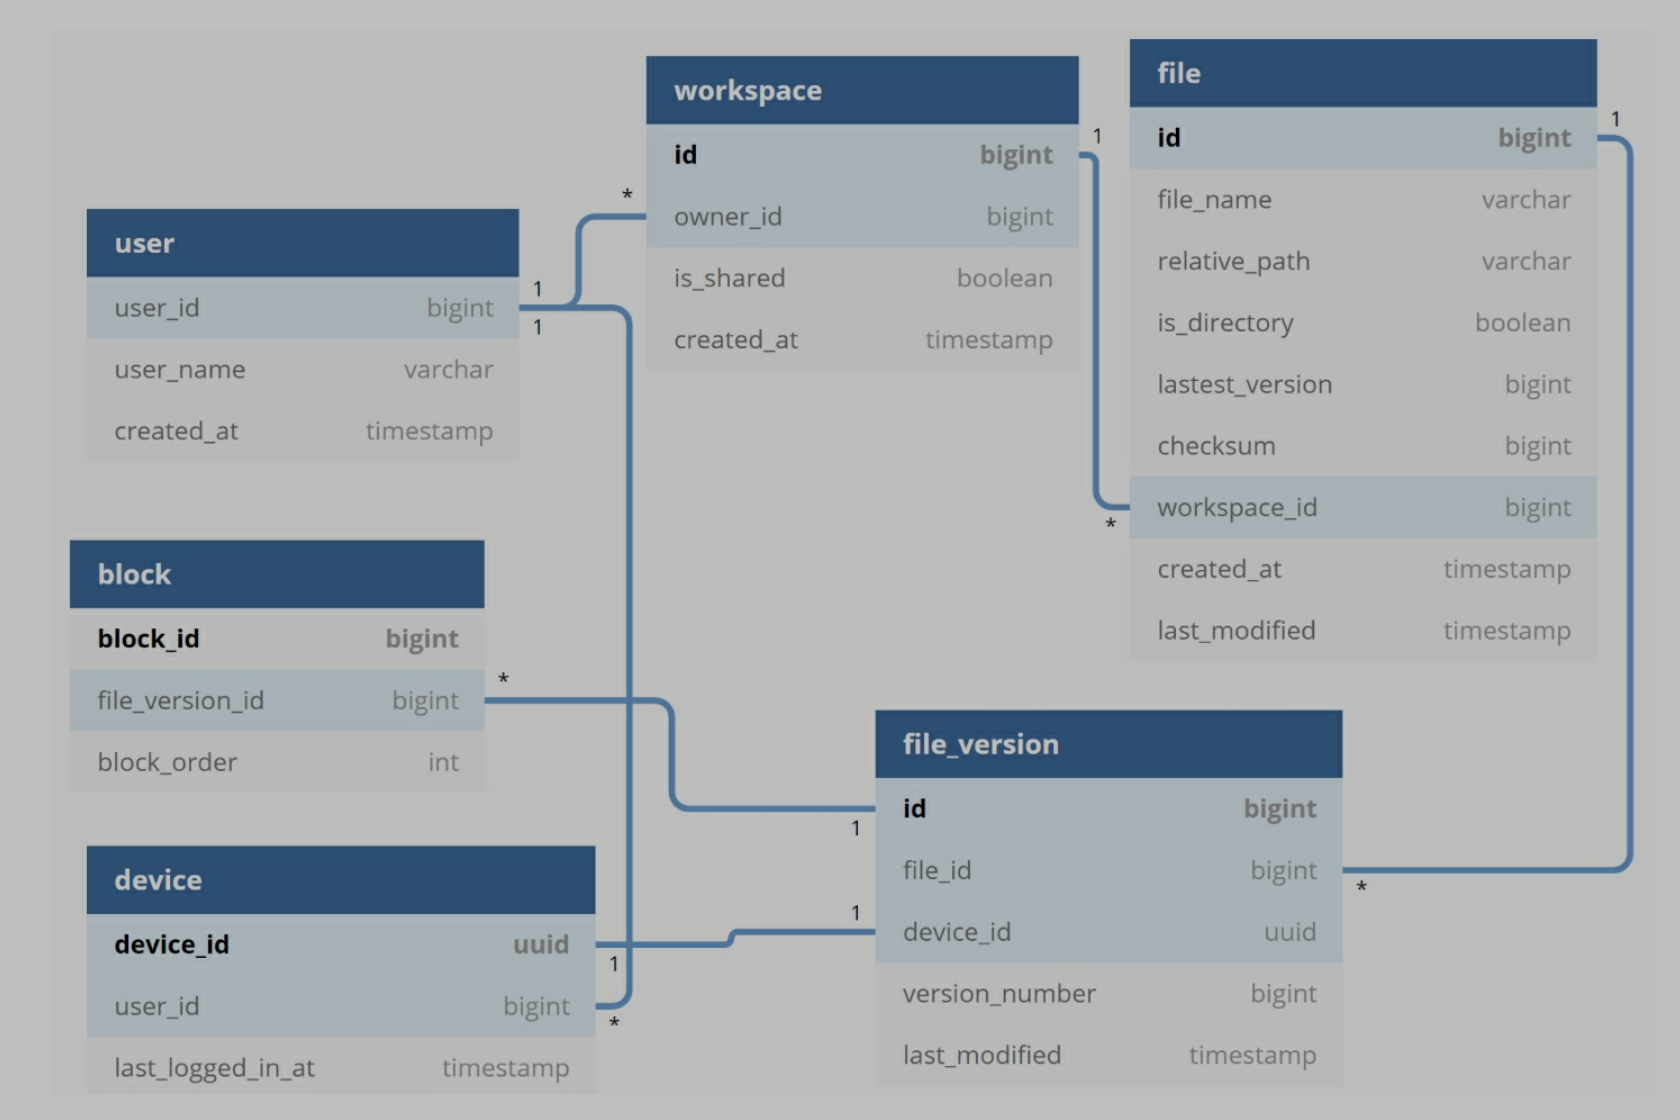 user
user_id bigint
user_name varchar
created_at timestamp
1
1
*
workspace
id bigint
owner_id bigint
is_shared boolean
created_at timestamp
1
*
file
id bigint
file_name varchar
relative_path varchar
is_directory boolean
lastest_version bigint
checksum bigint
workspace_id bigint
created_at timestamp
last_modified timestamp
1
block
block_id bigint
file_version_id bigint
block_order int
*
1
device
device_id uuid
user_id bigint
last_logged_in_at timestamp
1
*
1
file_version
id bigint
file_id bigint
device_id uuid
version_number bigint
last_modified timestamp
*